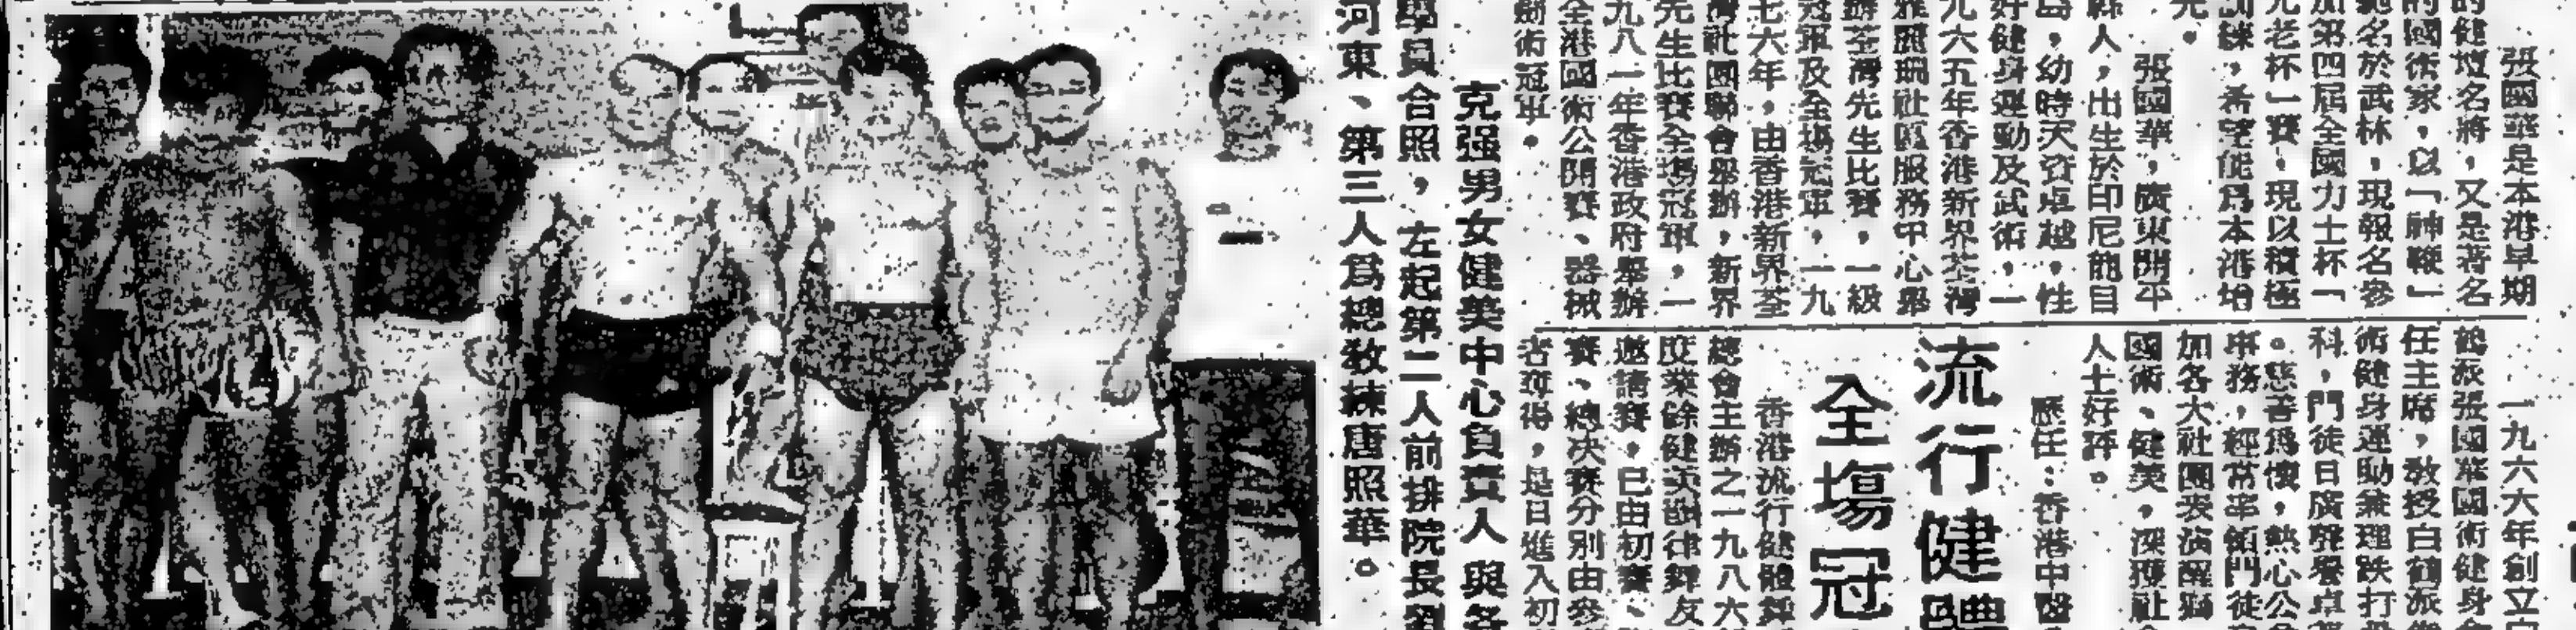 張國華是本港早期
的健壇名將，又是著名
的國術家，以「神鞭」
馳名於武林，現報名參
加第四屆全國力士杯「
元老杯」賽，現以積極
訓練，希望能爲本港增
光。
張國華，廣東開平
縣人，出生於印尼
島，幼時天資卓越，性
好健身運動及武術，一
九六五年香港新界荃灣
雅麗珊社區服務中心舉
辦荃灣先生比賽，一級
冠軍及全場冠軍，一九
七六年，由香港新界荃
灣社團聯會舉辦，新界
先生比賽全場冠軍，一
九八一年香港政府舉辦
全港國術公開賽、器械
術冠軍。
克强男女健美中心負責人與各
學員合照，左起第二人前排院長劉
河東、第三人爲總教練唐照華。
一九六六年創立白
鶴派張國華國術健身
任主席，教授白鶴派
術健身運動兼理跌打
科，門徒日廣聲譽卓
。慈善爲懷，熱心公
事務，經常率領門徒
加各大社團表演醒獅
國術、健美，深獲社
人士好評。
歷任：香港中醫
流行健體
全場冠
香港流行健體舞
總會主辦之一九八六
度業餘健美韻律舞友
邀請賽，已由初賽、
賽、總决賽分別由參
者奪得，是日進入初